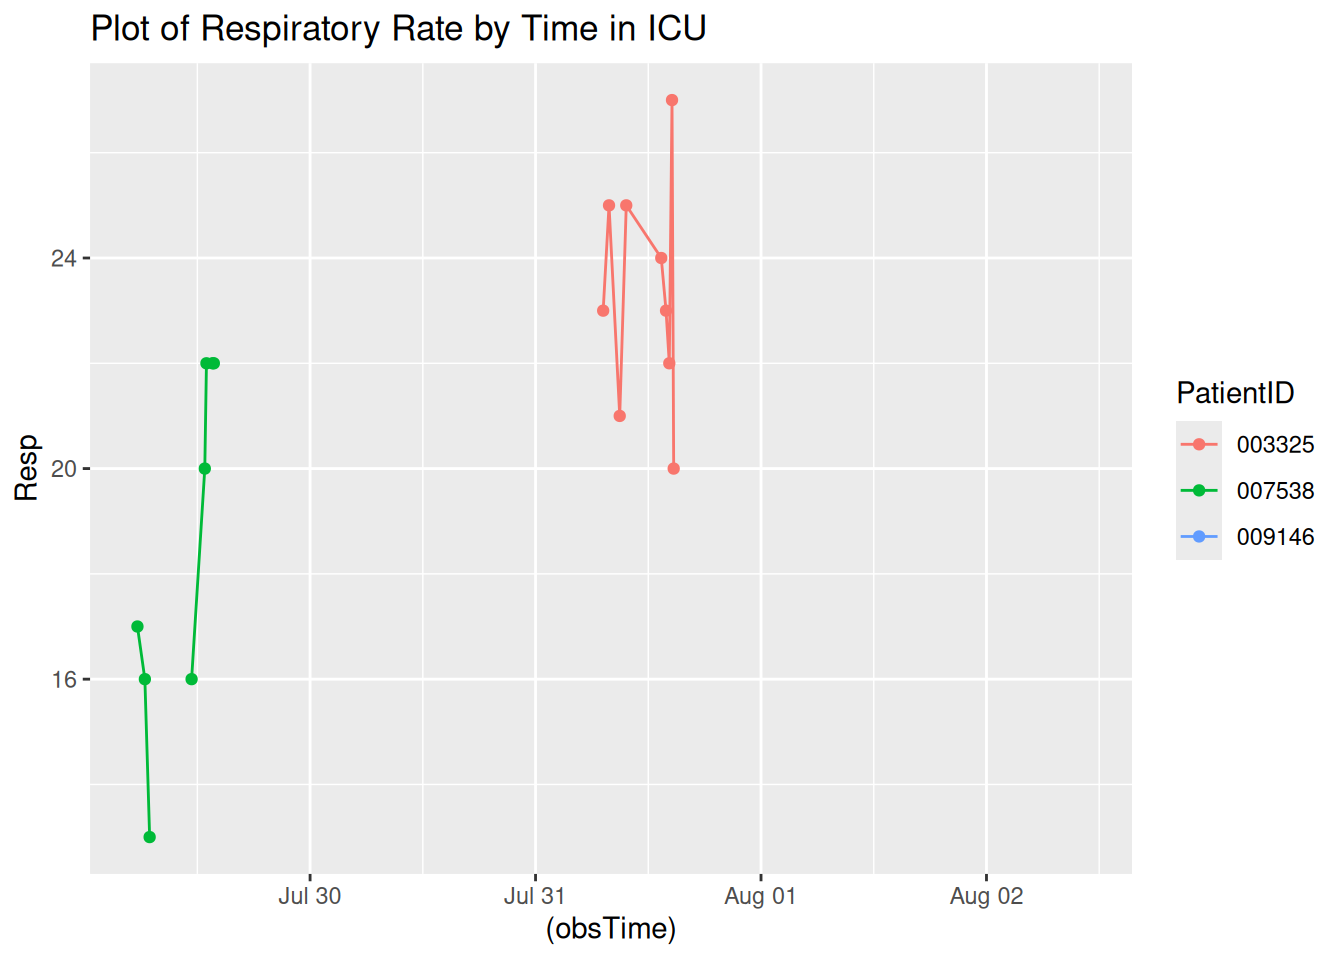 Plot of Respiratory Rate by Time in ICU
24
20
16
Resp
Jul 30
Jul 31
Aug 01
Aug 02
(obsTime)
PatientID
003325
007538
009146